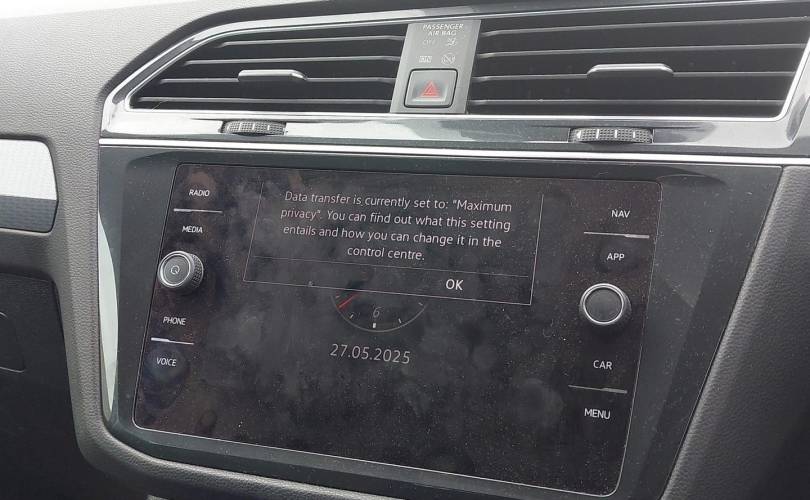 PASSENGER
AIR BAG
OFF
ON
RADIO
MEDIA
PHONE
VOICE
Data transfer is currently set to: "Maximum
privacy". You can find out what this setting
entails and how you can change it in the
control centre.
OK
6
27.05.2025
NAV
APP
CAR
MENU